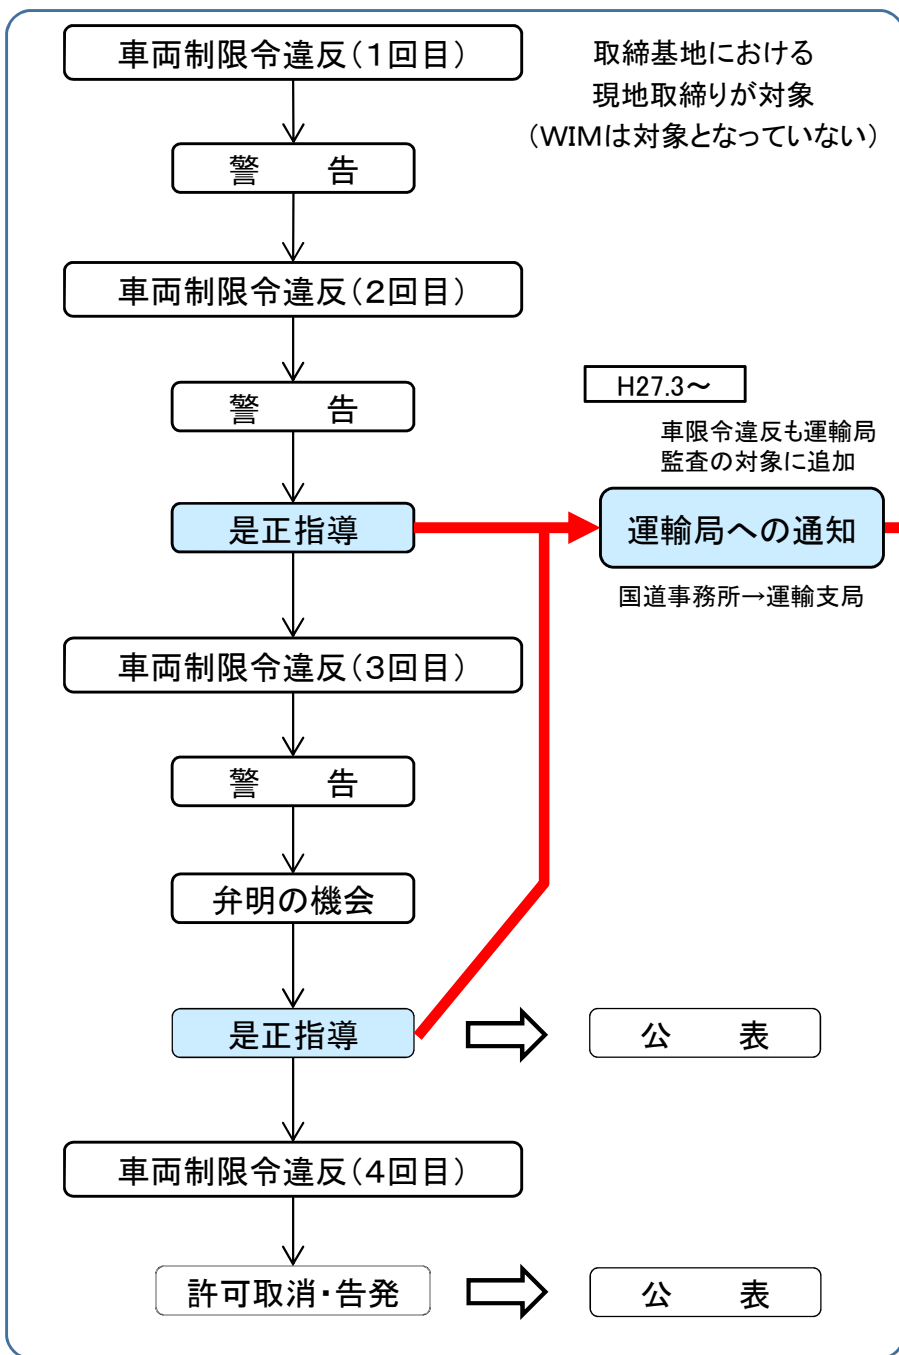 車両制限令違反(1回目)
取締基地における
現地取締りが対象
(WIMは対象となっていない)
警　　告
車両制限令違反(2回目)
警　　告
H27.3～
車限令違反も運輸局
監査の対象に追加
是正指導
運輸局への通知
国道事務所→運輸支局
車両制限令違反(3回目)
警　　告
弁明の機会
是正指導
公　　表
車両制限令違反(4回目)
許可取消・告発
公　　表